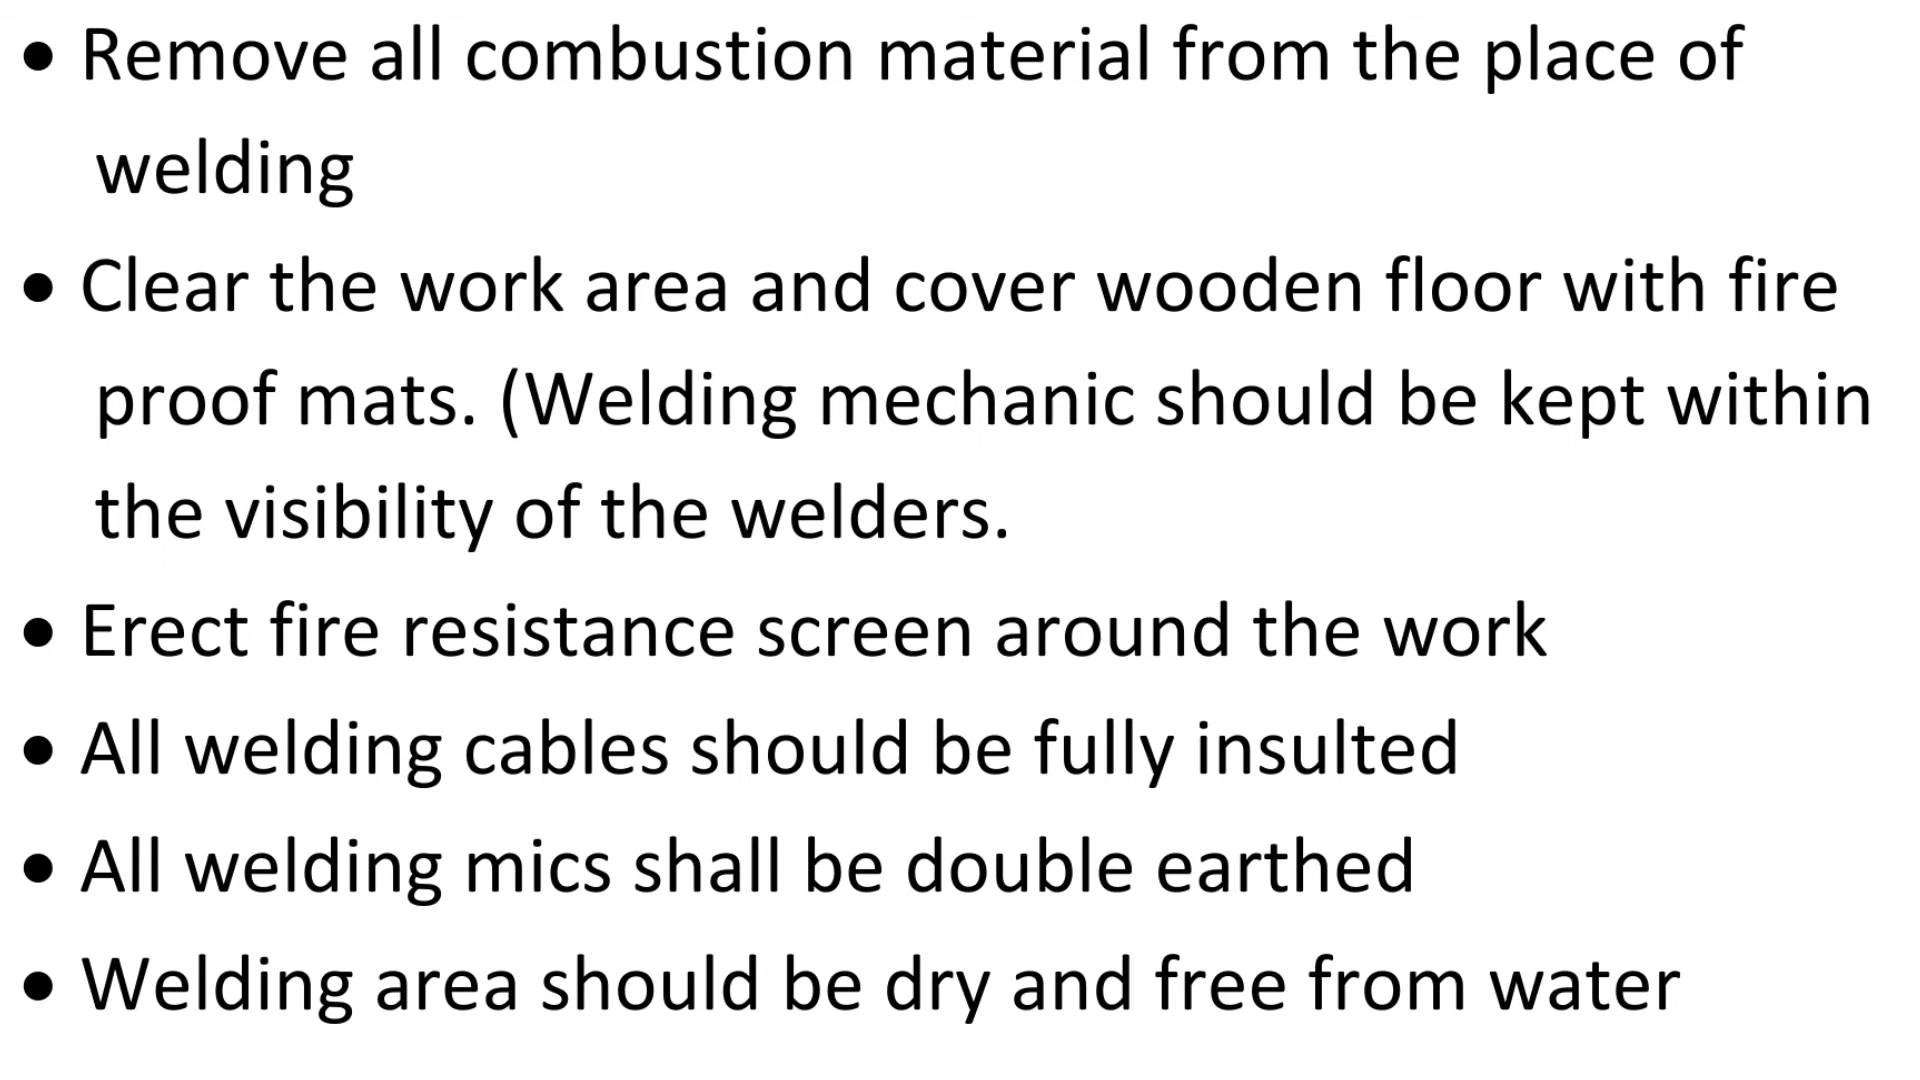 • Remove all combustion material from the place of
welding
• Clear the work area and cover wooden floor with fire
proof mats. (Welding mechanic should be kept within
the visibility of the welders.
• Erect fire resistance screen around the work
• All welding cables should be fully insulted
• All welding mics shall be double earthed
• Welding area should be dry and free from water